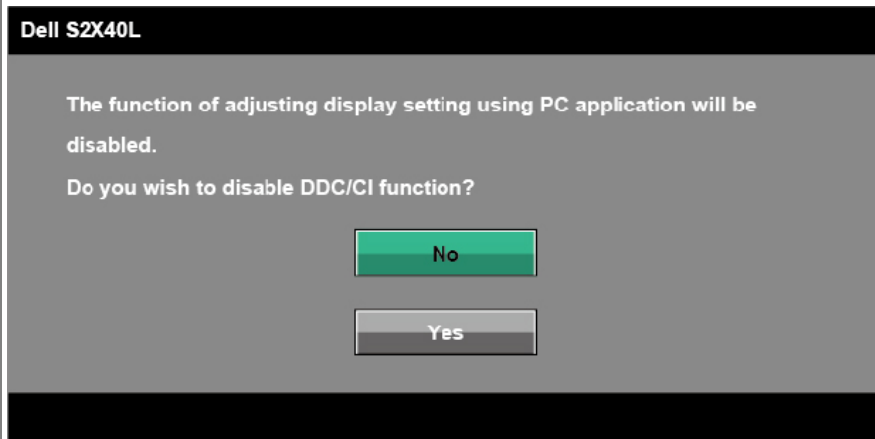 Dell S2X40L
The function of adjusting display setting using PC application will be
disabled.
Do you wish to disable DDC/CI function?
No
Yes